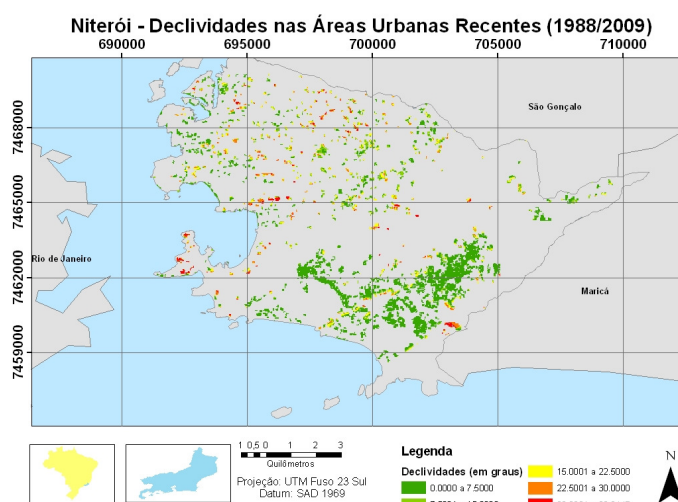 Niterói - Declividades nas Áreas Urbanas Recentes (1988/2009)
690000 695000 700000 705000 710000
São Gonçalo
7468000
7465000
Rio de Janeiro
7462000
Maricá
7459000
1 0,5 0 1 2 3
Quilômetros
Projeção: UTM Fuso 23 Sul
Datum: SAD 1969
Legenda
Declividades (em graus)
0.0000 a 7.5000
15.0001 a 22.5000
22.5001 a 30.0000
N